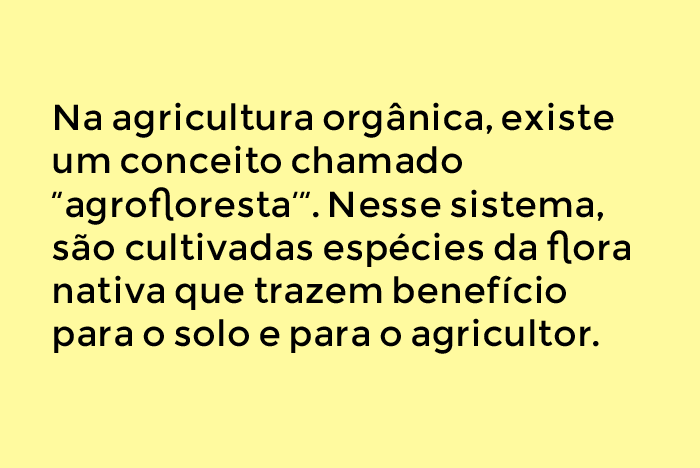 Na agricultura orgânica, existe
um conceito chamado
"agrofloresta'". Nesse sistema,
são cultivadas espécies da flora
nativa que trazem benefício
para o solo e para o agricultor.